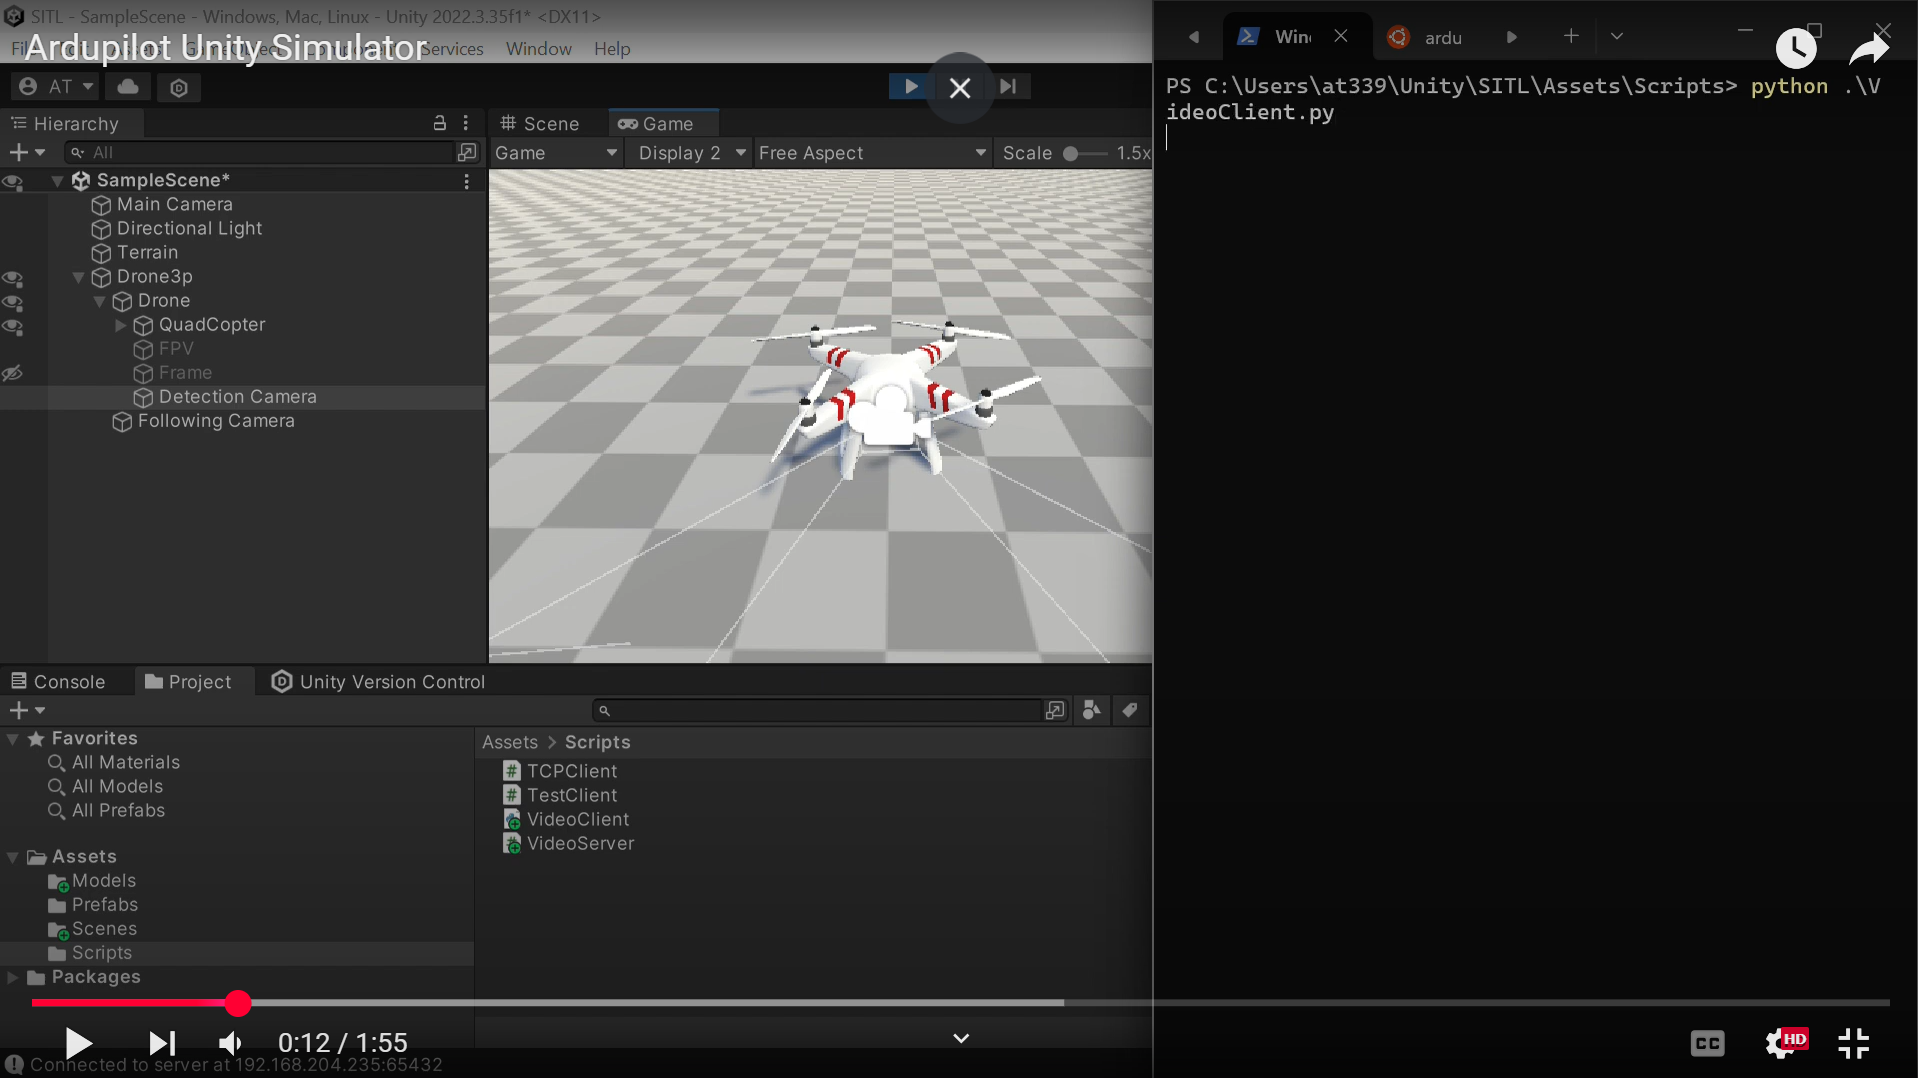 SITL - SampleScene - Windows, Mac, Linux - Unity 2022.3.35f1* <DX11>
Ardupilot Unity Simulator
Services Window Help
AT
Hierarchy
All
SampleScene*
Main Camera
Directional Light
Terrain
Drone3p
Drone
QuadCopter
FPV
Frame
Detection Camera
Following Camera
Scene Game
Game Display 2 Free Aspect Scale 1.5x
Win ardu
PS C:\Users\at339\Unity\SITL\Assets\Scripts> python .\V
ideoClient.py
Console Project Unity Version Control
Favorites
All Materials
All Models
All Prefabs
Assets
Models
Prefabs
Scenes
Scripts
Packages
Assets > Scripts
TCPClient
TestClient
VideoClient
VideoServer
0:12 / 1:55
CC HD
Connected to server at 192.168.204.235:65432